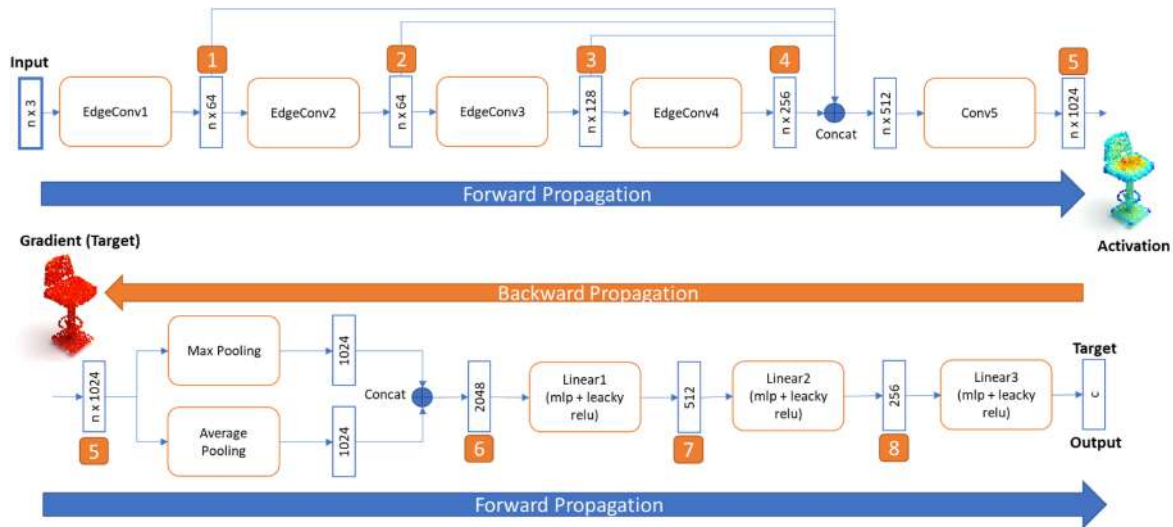 1
2
3
4
5
Input
n x 3
EdgeConv1
n x 64
EdgeConv2
n x 64
EdgeConv3
n x 128
EdgeConv4
n x 256
Concat
n x 512
Conv5
n x 1024
Forward Propagation
Gradient (Target)
Activation
Backward Propagation
n x 1024
5
Max Pooling
1024
Average
Pooling
1024
Concat
2048
6
Linear1
(mlp + leacky
relu)
512
7
Linear2
(mlp + leacky
relu)
256
8
Linear3
(mlp + leacky
relu)
Target
c
Output
Forward Propagation